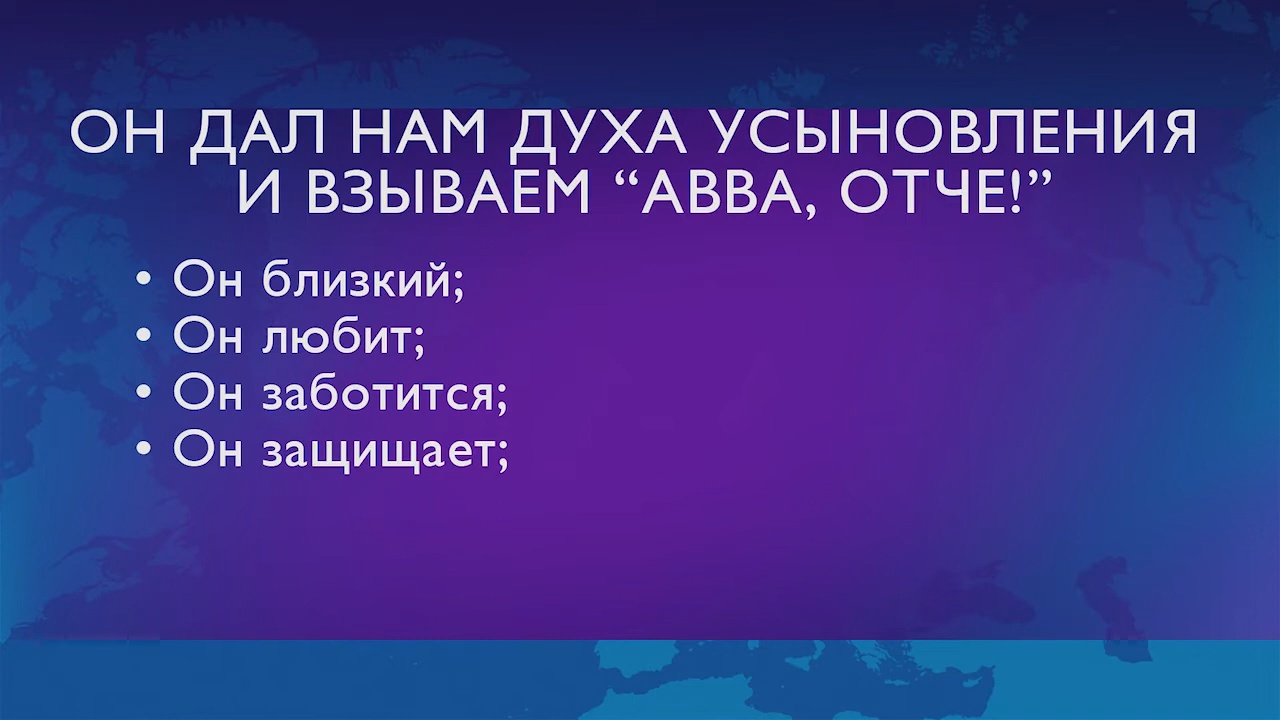 ОН ДАЛ НАМ ДУХА УСЫНОВЛЕНИЯ
И ВЗЫВАЕМ “АВВА, ОТЧЕ!”
• Он близкий;
• Он любит;
• Он заботится;
• Он защищает;